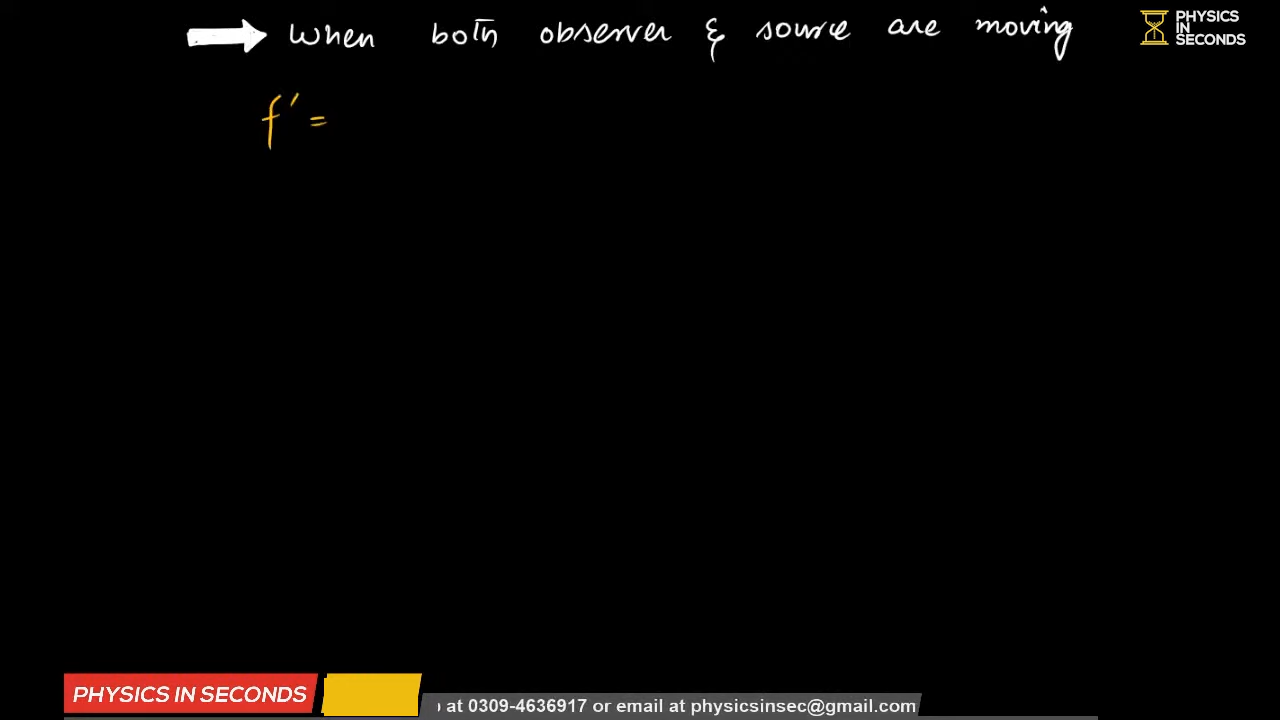 When both observer & source are moving
PHYSICS
IN
SECONDS
f' =
PHYSICS IN SECONDS
at 0309-4636917 or email at physicsinsec@gmail.com